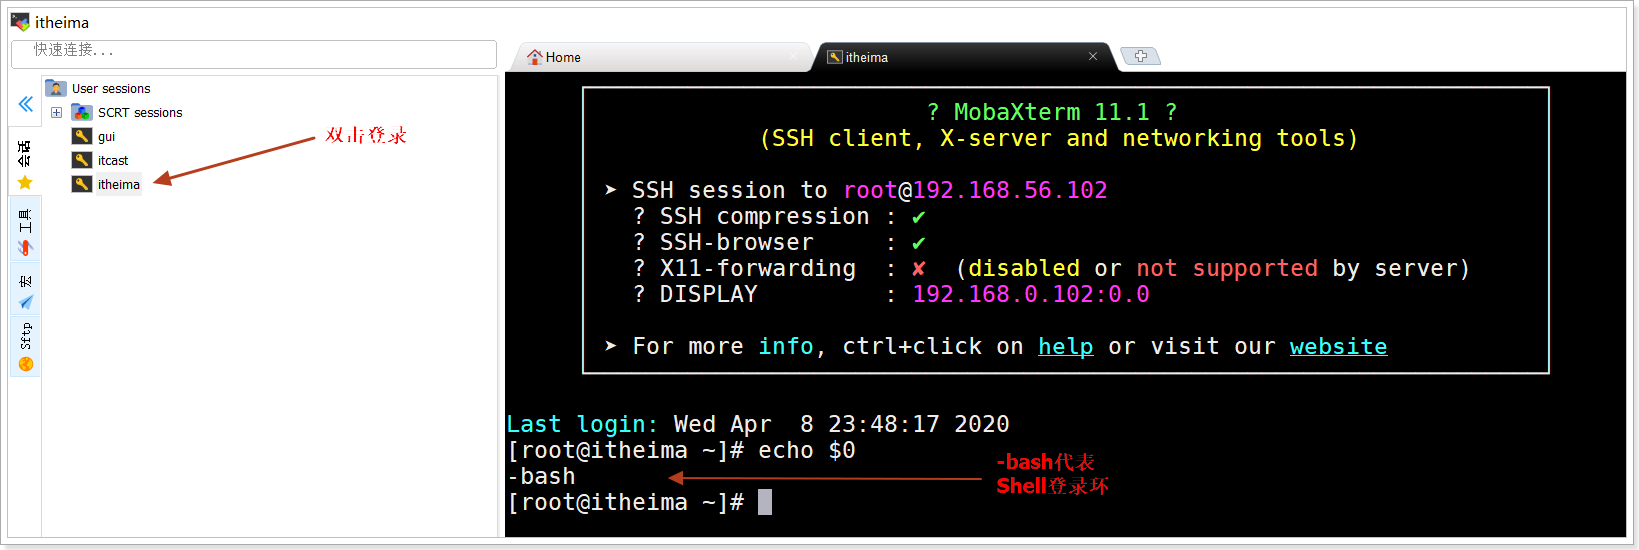 itheima
快速连接...
User sessions
SCRT sessions
gui
itcast
itheima
双击登录
会话
工具
宏
Sftp
Home
itheima
? MobaXterm 11.1 ?
(SSH client, X-server and networking tools)
➤ SSH session to root@192.168.56.102
? SSH compression : ✔
? SSH-browser     : ✔
? X11-forwarding  : ✘  (disabled or not supported by server)
? DISPLAY         : 192.168.0.102:0.0
➤ For more info, ctrl+click on help or visit our website
Last login: Wed Apr  8 23:48:17 2020
[root@itheima ~]# echo $0
-bash
[root@itheima ~]#
-bash代表
Shell登录环